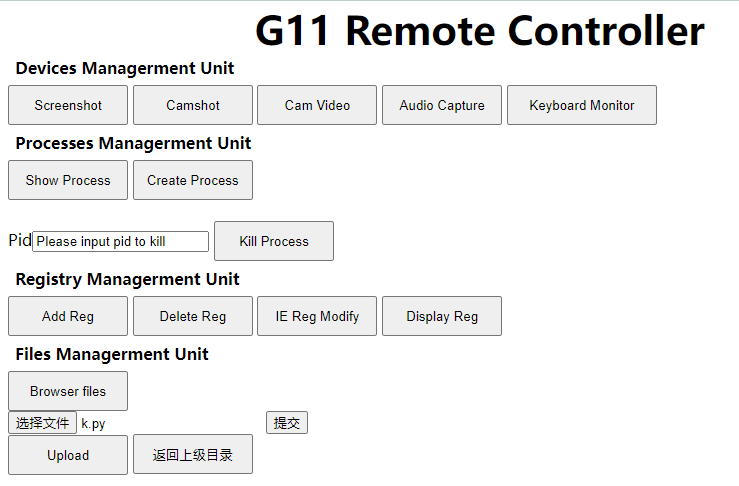 G11 Remote Controller
Devices Managerment Unit
Screenshot Camshot Cam Video Audio Capture Keyboard Monitor
Processes Managerment Unit
Show Process Create Process
Pid Please input pid to kill Kill Process
Registry Managerment Unit
Add Reg Delete Reg IE Reg Modify Display Reg
Files Managerment Unit
Browser files
选择文件 k.py 提交
Upload 返回上级目录